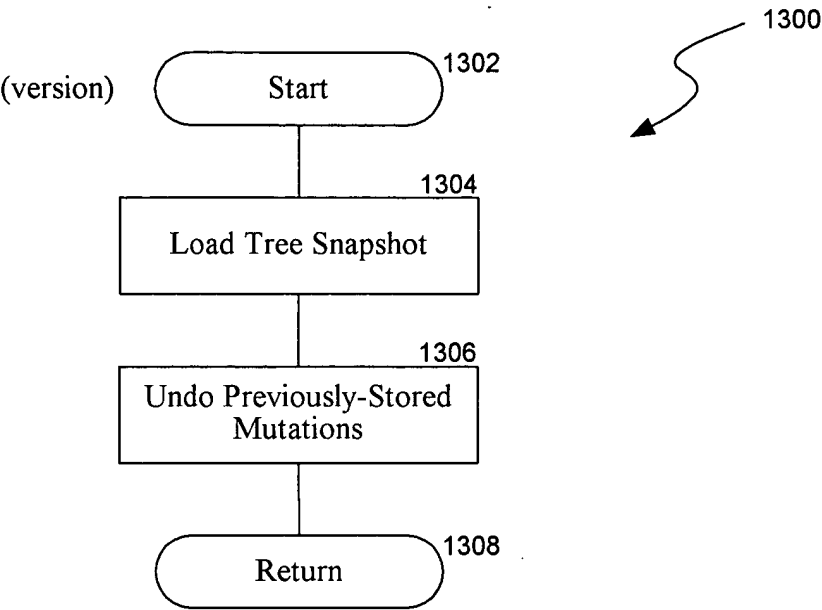 1300
1302
(version) Start
1304
Load Tree Snapshot
1306
Undo Previously-Stored
Mutations
1308
Return